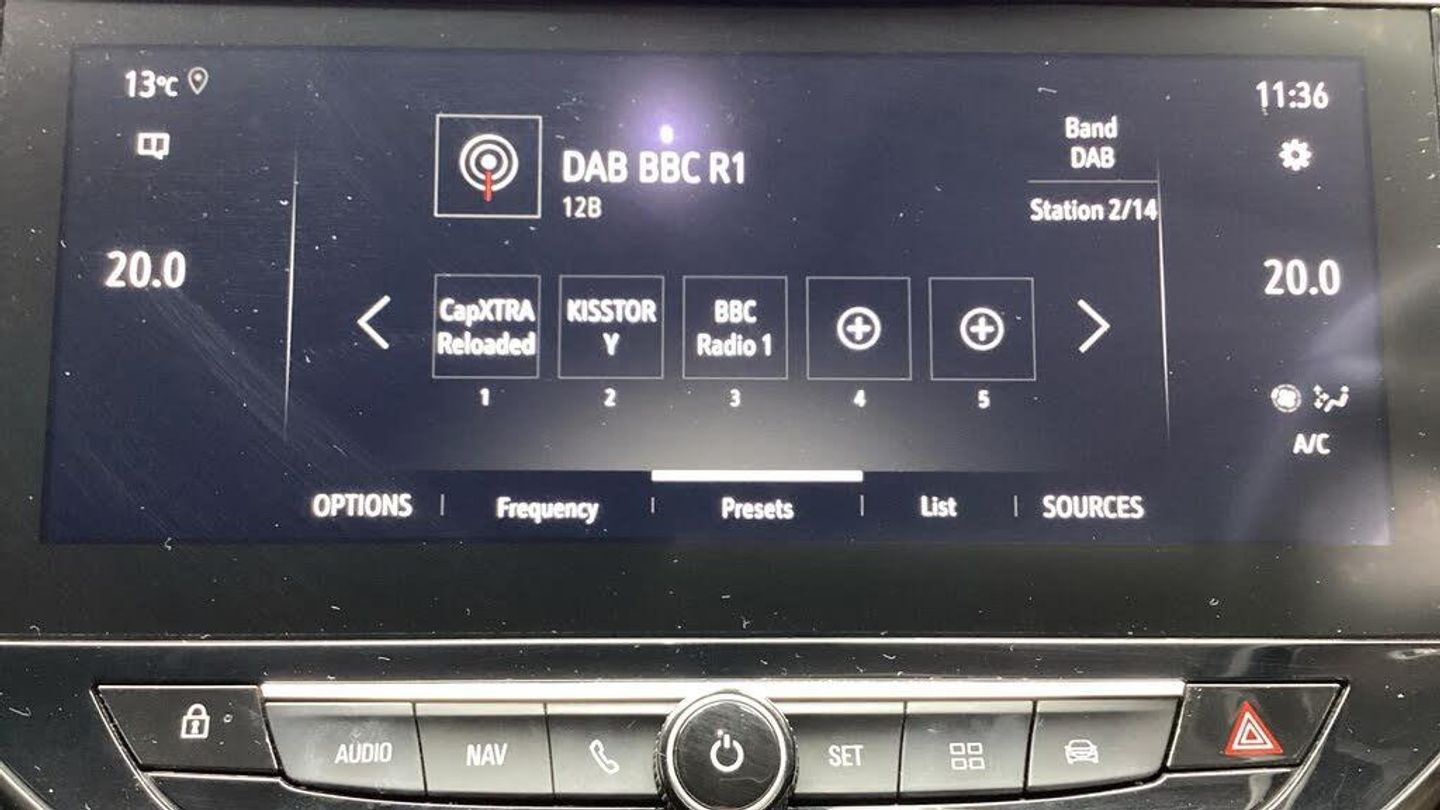 13°C
11:36
Band
DAB
DAB BBC R1
12B
Station 2/14
20.0
20.0
CapXTRA
Reloaded
KISSTOR
Y
BBC
Radio 1
1
2
3
4
5
A/C
OPTIONS
Frequency
Presets
List
SOURCES
AUDIO
NAV
SET